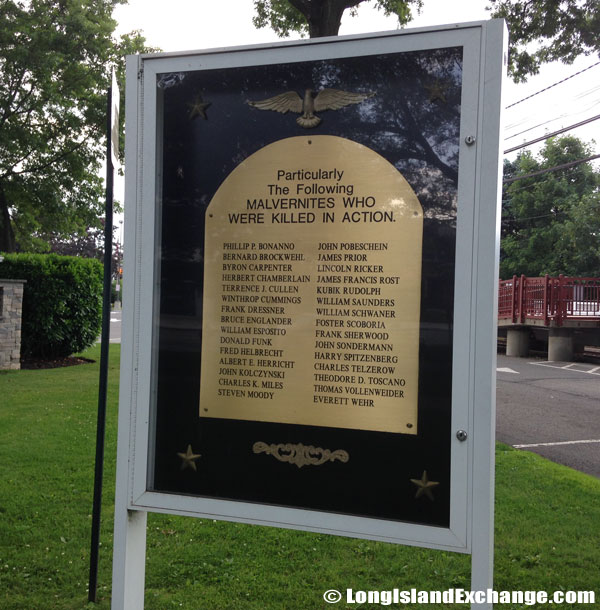 Particularly
The Following
MALVERNITES WHO
WERE KILLED IN ACTION.
PHILLIP P. BONANNO
BERNARD BROCKWEHL
BYRON CARPENTER
HERBERT CHAMBERLAIN
TERRENCE J. CULLEN
WINTHROP CUMMINGS
FRANK DRESSNER
BRUCE ENGLANDER
WILLIAM ESPOSITO
DONALD FUNK
FRED HELBRECHT
ALBERT E. HERRICHT
JOHN KOLCZYNSKI
CHARLES K. MILES
STEVEN MOODY
JOHN POBESCHEIN
JAMES PRIOR
LINCOLN RICKER
JAMES FRANCIS ROST
KUBIK RUDOLPH
WILLIAM SAUNDERS
WILLIAM SCHWANER
FOSTER SCOBORIA
FRANK SHERWOOD
JOHN SONDERMANN
HARRY SPITZENBERG
CHARLES TELZEROW
THEODORE D. TOSCANO
THOMAS VOLLENWEIDER
EVERETT WEHR
© LongIslandExchange.com